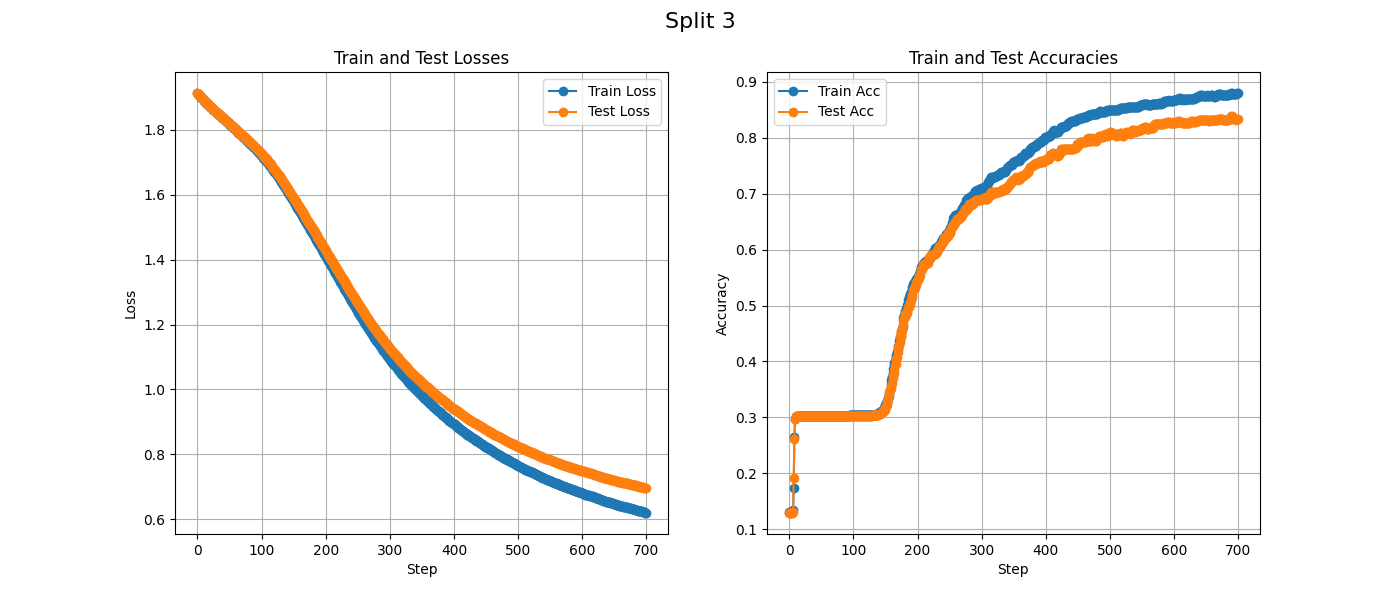 Split 3
Train and Test Losses
Train Loss
Test Loss
1.8
1.6
1.4
1.2
1.0
0.8
0.6
Loss
0 100 200 300 400 500 600 700
Step
Train and Test Accuracies
Train Acc
Test Acc
0.9
0.8
0.7
0.6
0.5
0.4
0.3
0.2
0.1
Accuracy
0 100 200 300 400 500 600 700
Step